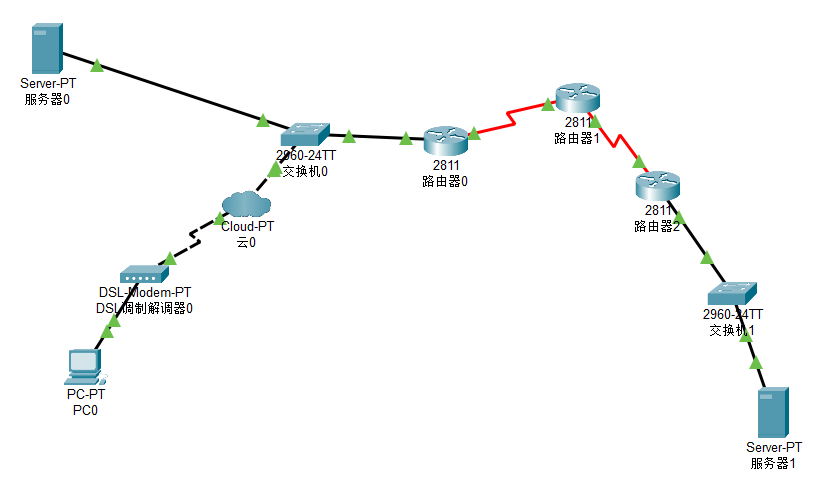 Server-PT
服务器0
2960-24TT
交换机0
2811
路由器0
2811
路由器1
2811
路由器2
Cloud-PT
云0
DSL-Modem-PT
DSL调制解调器0
PC-PT
PC0
2960-24TT
交换机1
Server-PT
服务器1